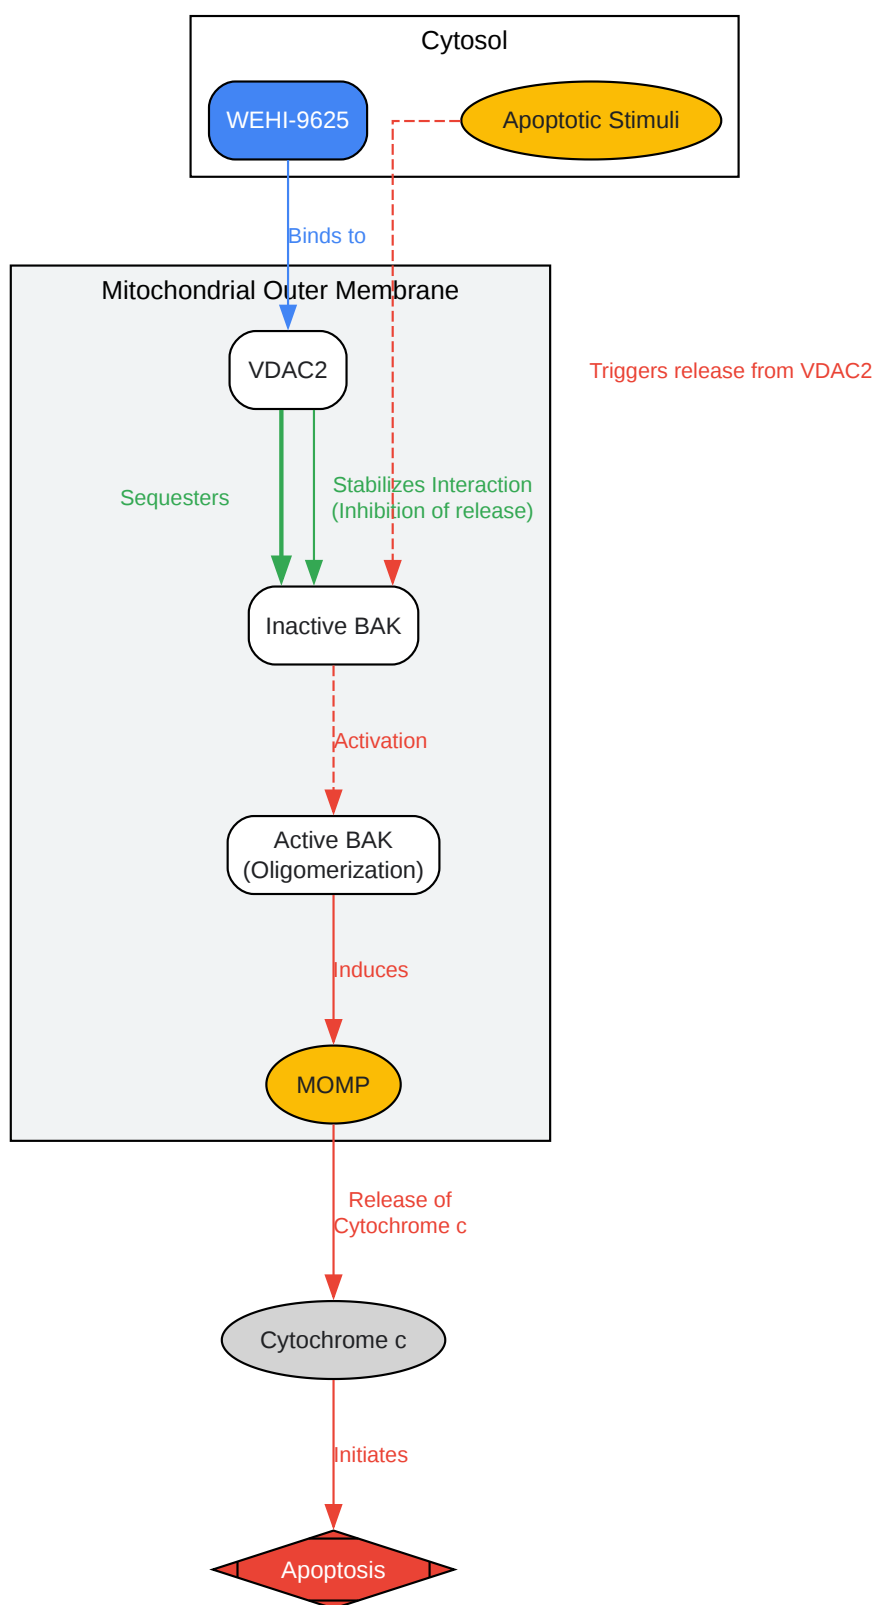 Cytosol
WEHI-9625
Apoptotic Stimuli
Binds to
Mitochondrial Outer Membrane
VDAC2
Triggers release from VDAC2
Sequesters
Stabilizes Interaction
(Inhibition of release)
Inactive BAK
Activation
Active BAK
(Oligomerization)
Induces
MOMP
Release of
Cytochrome c
Cytochrome c
Initiates
Apoptosis